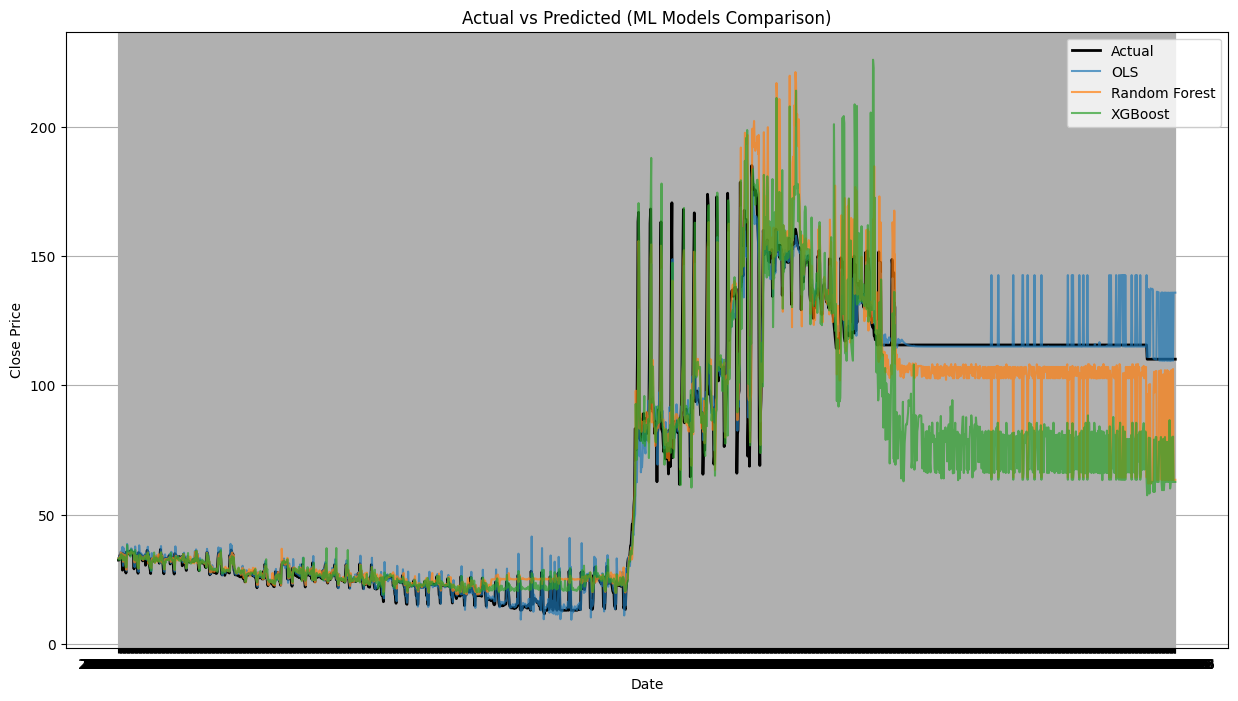 Actual vs Predicted (ML Models Comparison)
Actual
OLS
Random Forest
XGBoost
200
150
100
50
0
Close Price
Date